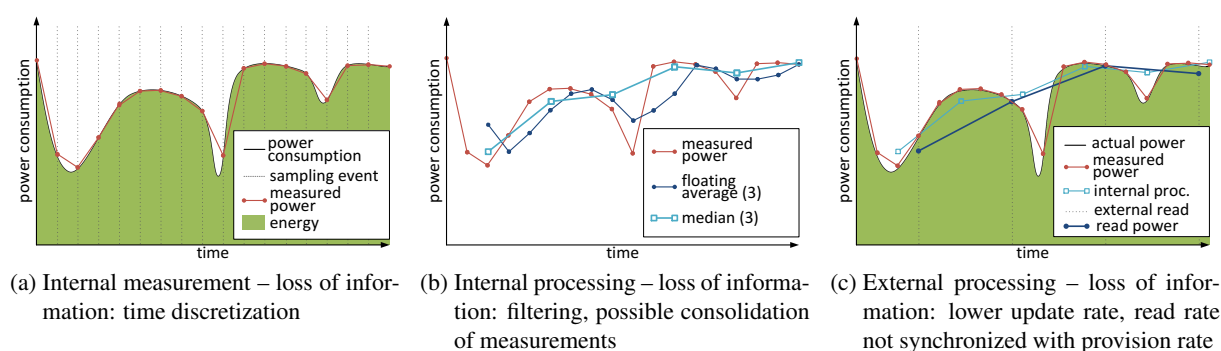 power consumption
power
consumption
sampling event
measured
power
energy
time
(a) Internal measurement – loss of infor-
mation: time discretization
power consumption
measured
power
floating
average (3)
median (3)
time
(b) Internal processing – loss of informa-
tion: filtering, possible consolidation
of measurements
power consumption
actual power
measured
power
internal proc.
external read
read power
time
(c) External processing – loss of infor-
mation: lower update rate, read rate
not synchronized with provision rate